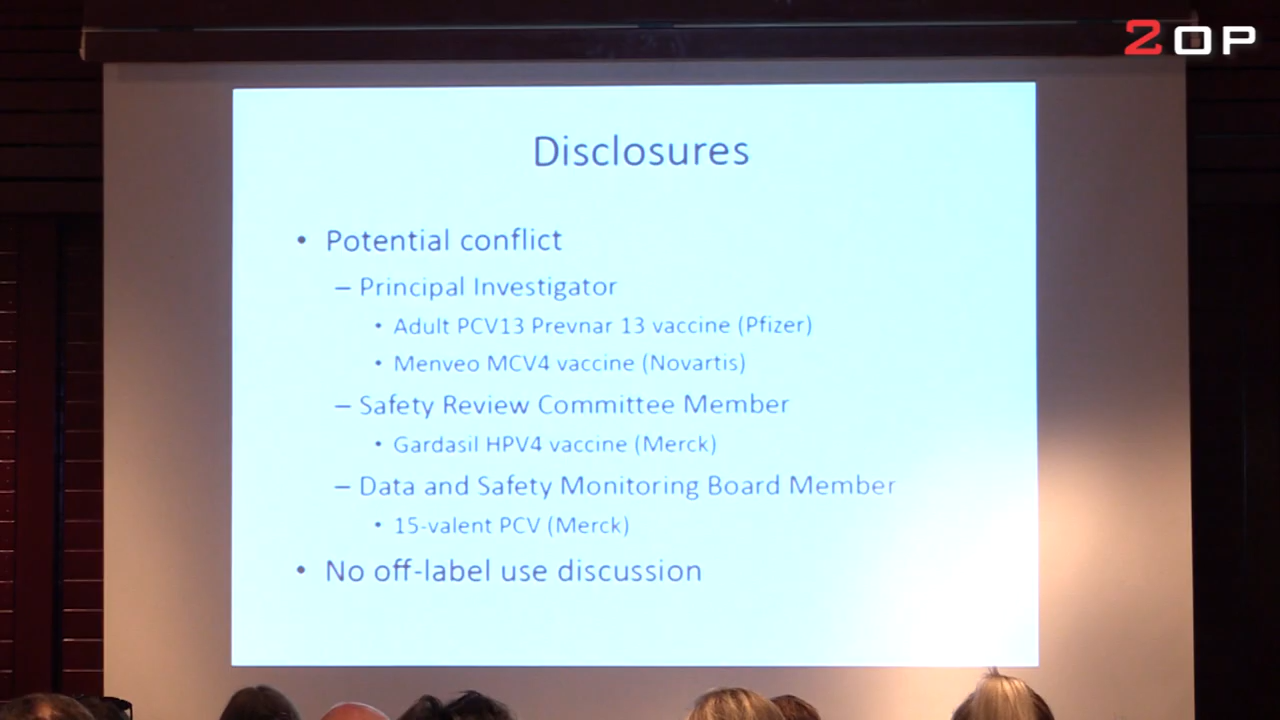 2OP
Disclosures
• Potential conflict
– Principal Investigator
• Adult PCV13 Prevnar 13 vaccine (Pfizer)
• Menveo MCV4 vaccine (Novartis)
– Safety Review Committee Member
• Gardasil HPV4 vaccine (Merck)
– Data and Safety Monitoring Board Member
• 15-valent PCV (Merck)
• No off-label use discussion